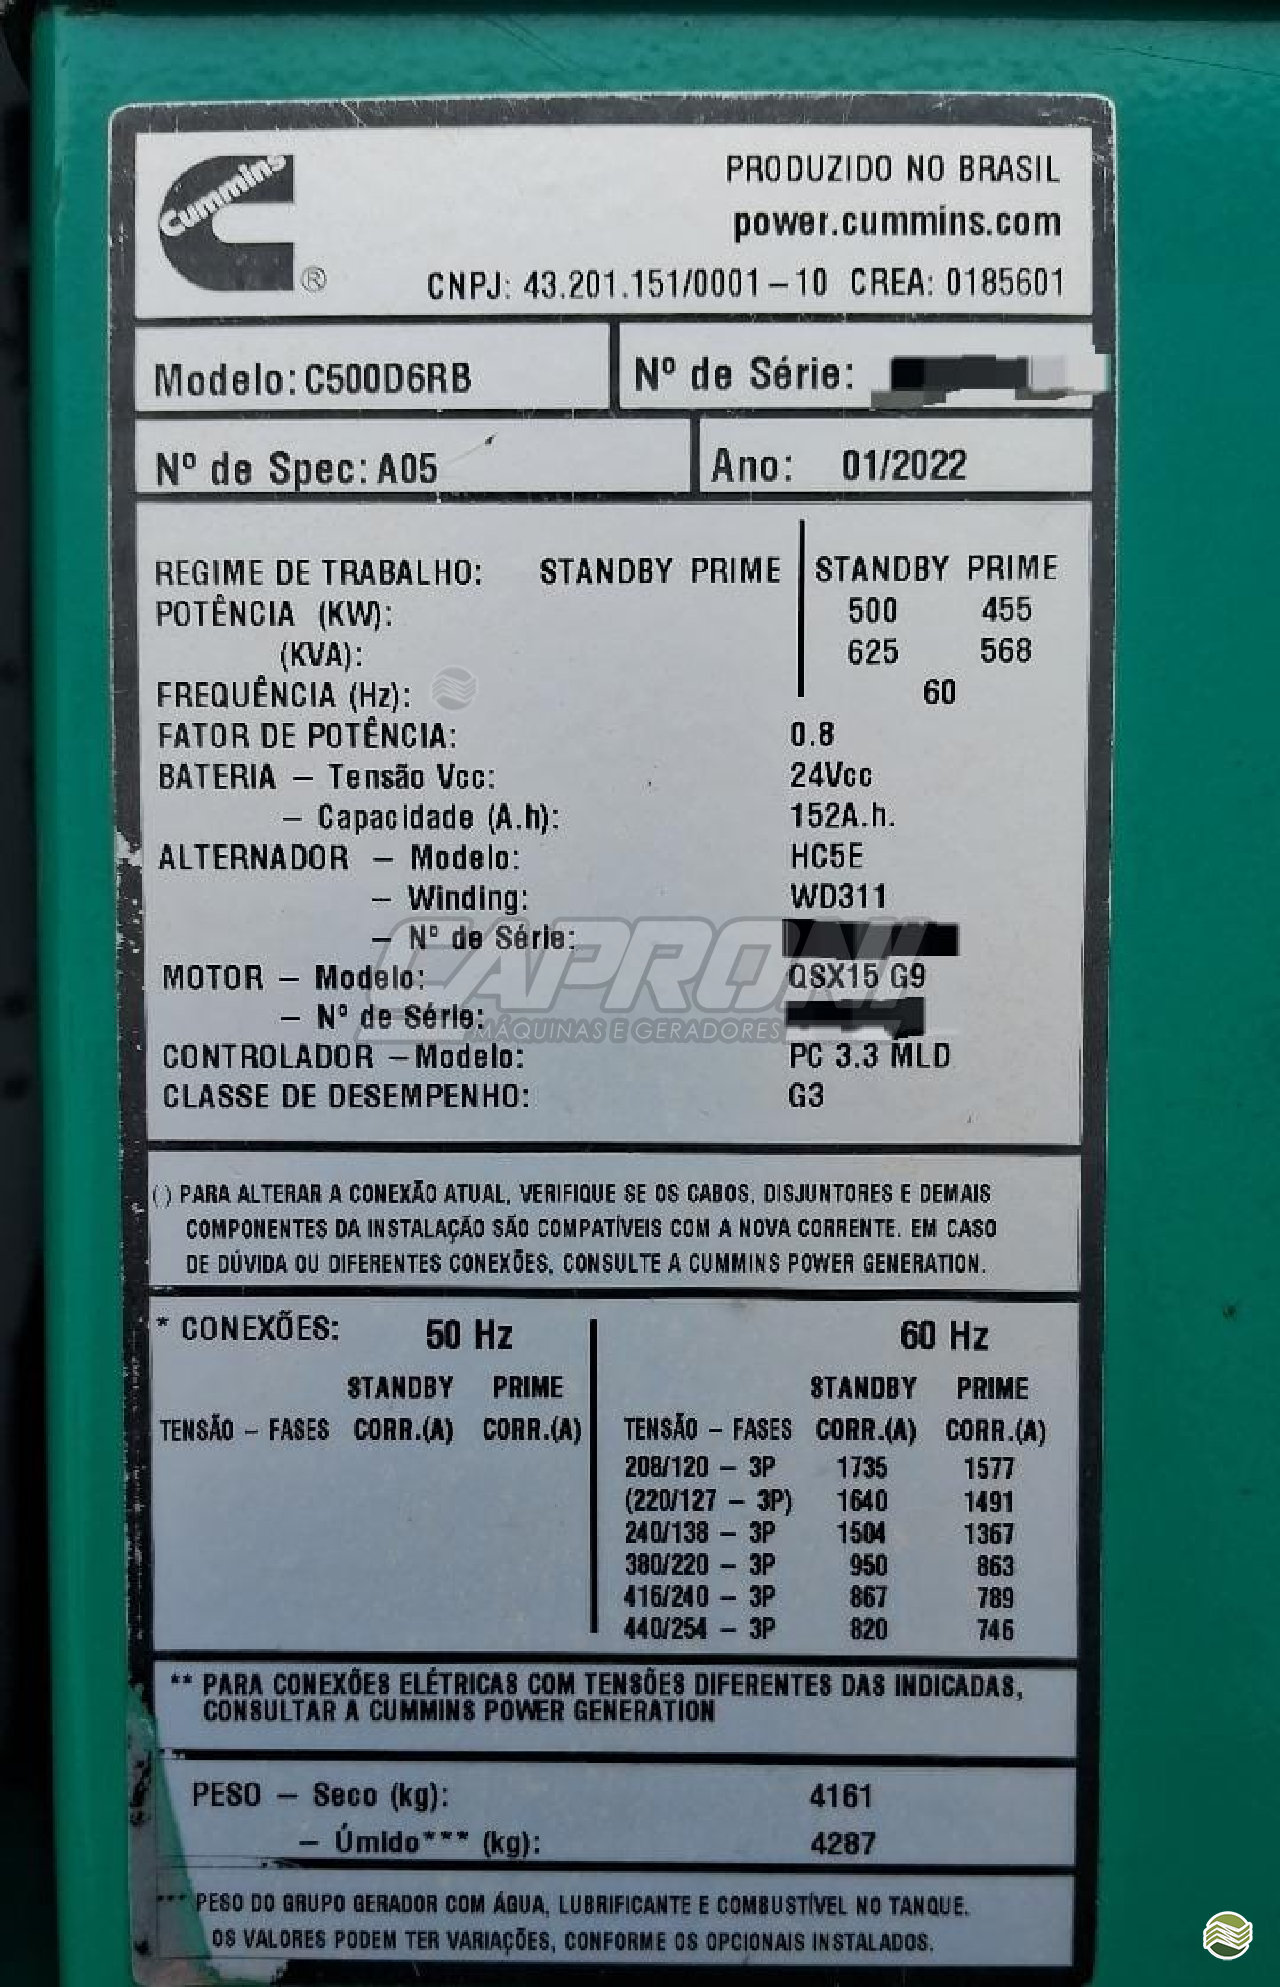 Cummins
®
PRODUZIDO NO BRASIL
power.cummins.com
CNPJ: 43.201.151/0001-10 CREA: 0185601
Modelo: C500D6RB
Nº de Série:
Nº de Spec: A05
Ano: 01/2022
REGIME DE TRABALHO: STANDBY PRIME STANDBY PRIME
POTÊNCIA (KW): 500 455
(KVA): 625 568
FREQUÊNCIA (Hz): 60
FATOR DE POTÊNCIA: 0.8
BATERIA - Tensão Vcc: 24Vcc
- Capacidade (A.h): 152A.h.
ALTERNADOR - Modelo: HC5E
- Winding: WD311
- Nº de Série:
CAPRONI
MOTOR - Modelo: QSX15 G9
- Nº de Série:
MÁQUINAS E GERADORES
CONTROLADOR - Modelo: PC 3.3 MLD
CLASSE DE DESEMPENHO: G3
( ) PARA ALTERAR A CONEXÃO ATUAL, VERIFIQUE SE OS CABOS, DISJUNTORES E DEMAIS
COMPONENTES DA INSTALAÇÃO SÃO COMPATÍVEIS COM A NOVA CORRENTE. EM CASO
DE DÚVIDA OU DIFERENTES CONEXÕES, CONSULTE A CUMMINS POWER GENERATION.
* CONEXÕES: 50 Hz 60 Hz
STANDBY PRIME STANDBY PRIME
TENSÃO - FASES CORR.(A) CORR.(A) TENSÃO - FASES CORR.(A) CORR.(A)
208/120 - 3P 1735 1577
(220/127 - 3P) 1640 1491
240/138 - 3P 1504 1367
380/220 - 3P 950 863
416/240 - 3P 867 789
440/254 - 3P 820 746
** PARA CONEXÕES ELÉTRICAS COM TENSÕES DIFERENTES DAS INDICADAS,
CONSULTAR A CUMMINS POWER GENERATION
PESO - Seco (kg): 4161
- Úmido*** (kg): 4287
*** PESO DO GRUPO GERADOR COM ÁGUA, LUBRIFICANTE E COMBUSTÍVEL NO TANQUE.
OS VALORES PODEM TER VARIAÇÕES, CONFORME OS OPCIONAIS INSTALADOS.